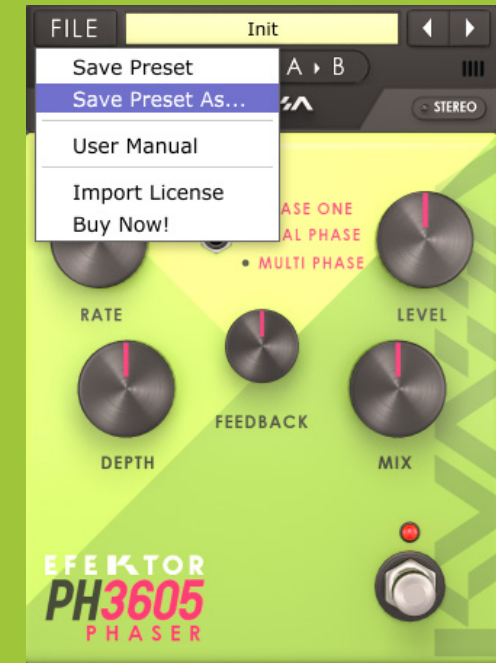 FILE
Init
Save Preset
A ▸ B
Save Preset As...
STEREO
User Manual
Import License
Buy Now!
ASE ONE
AL PHASE
MULTI PHASE
RATE
LEVEL
FEEDBACK
DEPTH
MIX
EFEKTOR
PH3605
PHASER